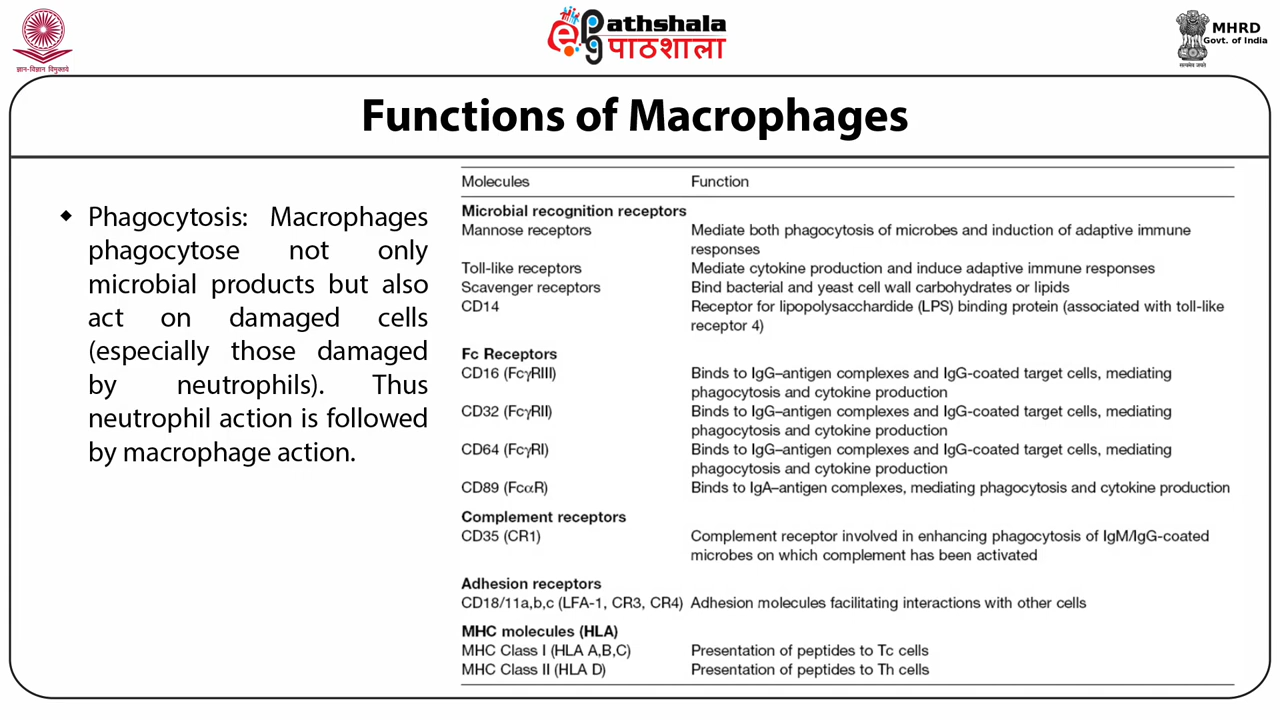 ज्ञान-विज्ञान विमुक्तये
ePathshala
पाठशाला
MHRD
Govt. of India
सत्यमेव जयते
Functions of Macrophages
◆ Phagocytosis: Macrophages
phagocytose not only
microbial products but also
act on damaged cells
(especially those damaged
by neutrophils). Thus
neutrophil action is followed
by macrophage action.
Molecules Function
Microbial recognition receptors
Mannose receptors Mediate both phagocytosis of microbes and induction of adaptive immune
responses
Toll-like receptors Mediate cytokine production and induce adaptive immune responses
Scavenger receptors Bind bacterial and yeast cell wall carbohydrates or lipids
CD14 Receptor for lipopolysaccharide (LPS) binding protein (associated with toll-like
receptor 4)
Fc Receptors
CD16 (FcγRIII) Binds to IgG–antigen complexes and IgG-coated target cells, mediating
phagocytosis and cytokine production
CD32 (FcγRII) Binds to IgG–antigen complexes and IgG-coated target cells, mediating
phagocytosis and cytokine production
CD64 (FcγRI) Binds to IgG–antigen complexes and IgG-coated target cells, mediating
phagocytosis and cytokine production
CD89 (FcαR) Binds to IgA–antigen complexes, mediating phagocytosis and cytokine production
Complement receptors
CD35 (CR1) Complement receptor involved in enhancing phagocytosis of IgM/IgG-coated
microbes on which complement has been activated
Adhesion receptors
CD18/11a,b,c (LFA-1, CR3, CR4) Adhesion molecules facilitating interactions with other cells
MHC molecules (HLA)
MHC Class I (HLA A,B,C) Presentation of peptides to Tc cells
MHC Class II (HLA D) Presentation of peptides to Th cells